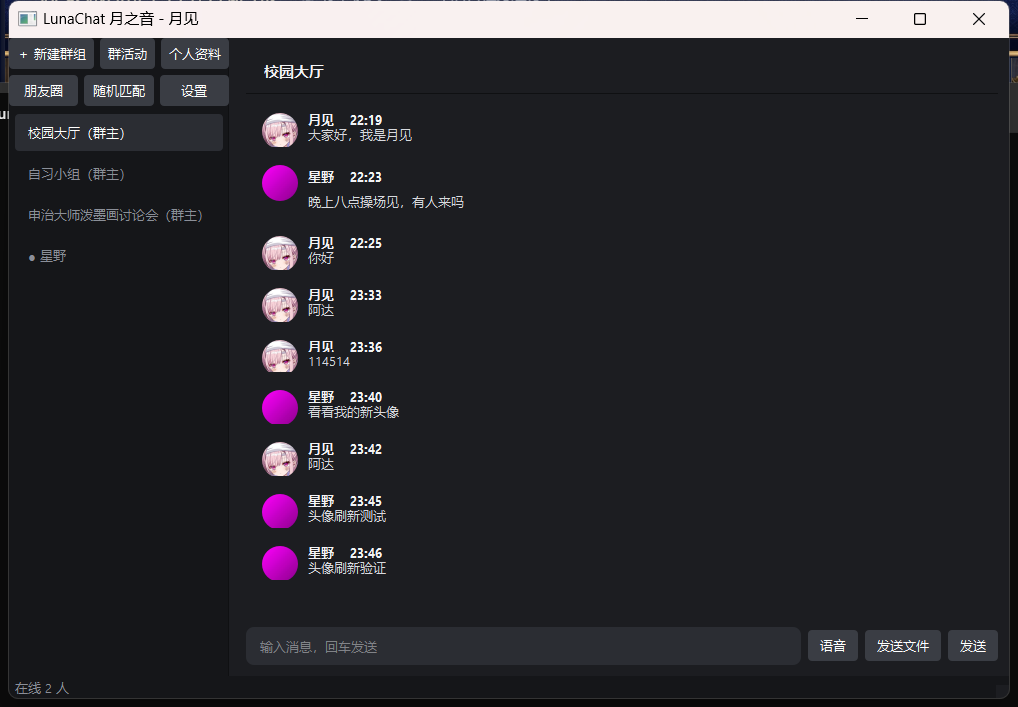 LunaChat 月之音 - 月见
+ 新建群组 群活动 个人资料
朋友圈 随机匹配 设置
校园大厅（群主）
自习小组（群主）
申治大师泼墨画讨论会（群主）
● 星野
校园大厅
月见 22:19
大家好，我是月见
星野 22:23
晚上八点操场见，有人来吗
月见 22:25
你好
月见 23:33
阿达
月见 23:36
114514
星野 23:40
看看我的新头像
月见 23:42
阿达
星野 23:45
头像刷新测试
星野 23:46
头像刷新验证
输入消息，回车发送 语音 发送文件 发送
在线 2 人